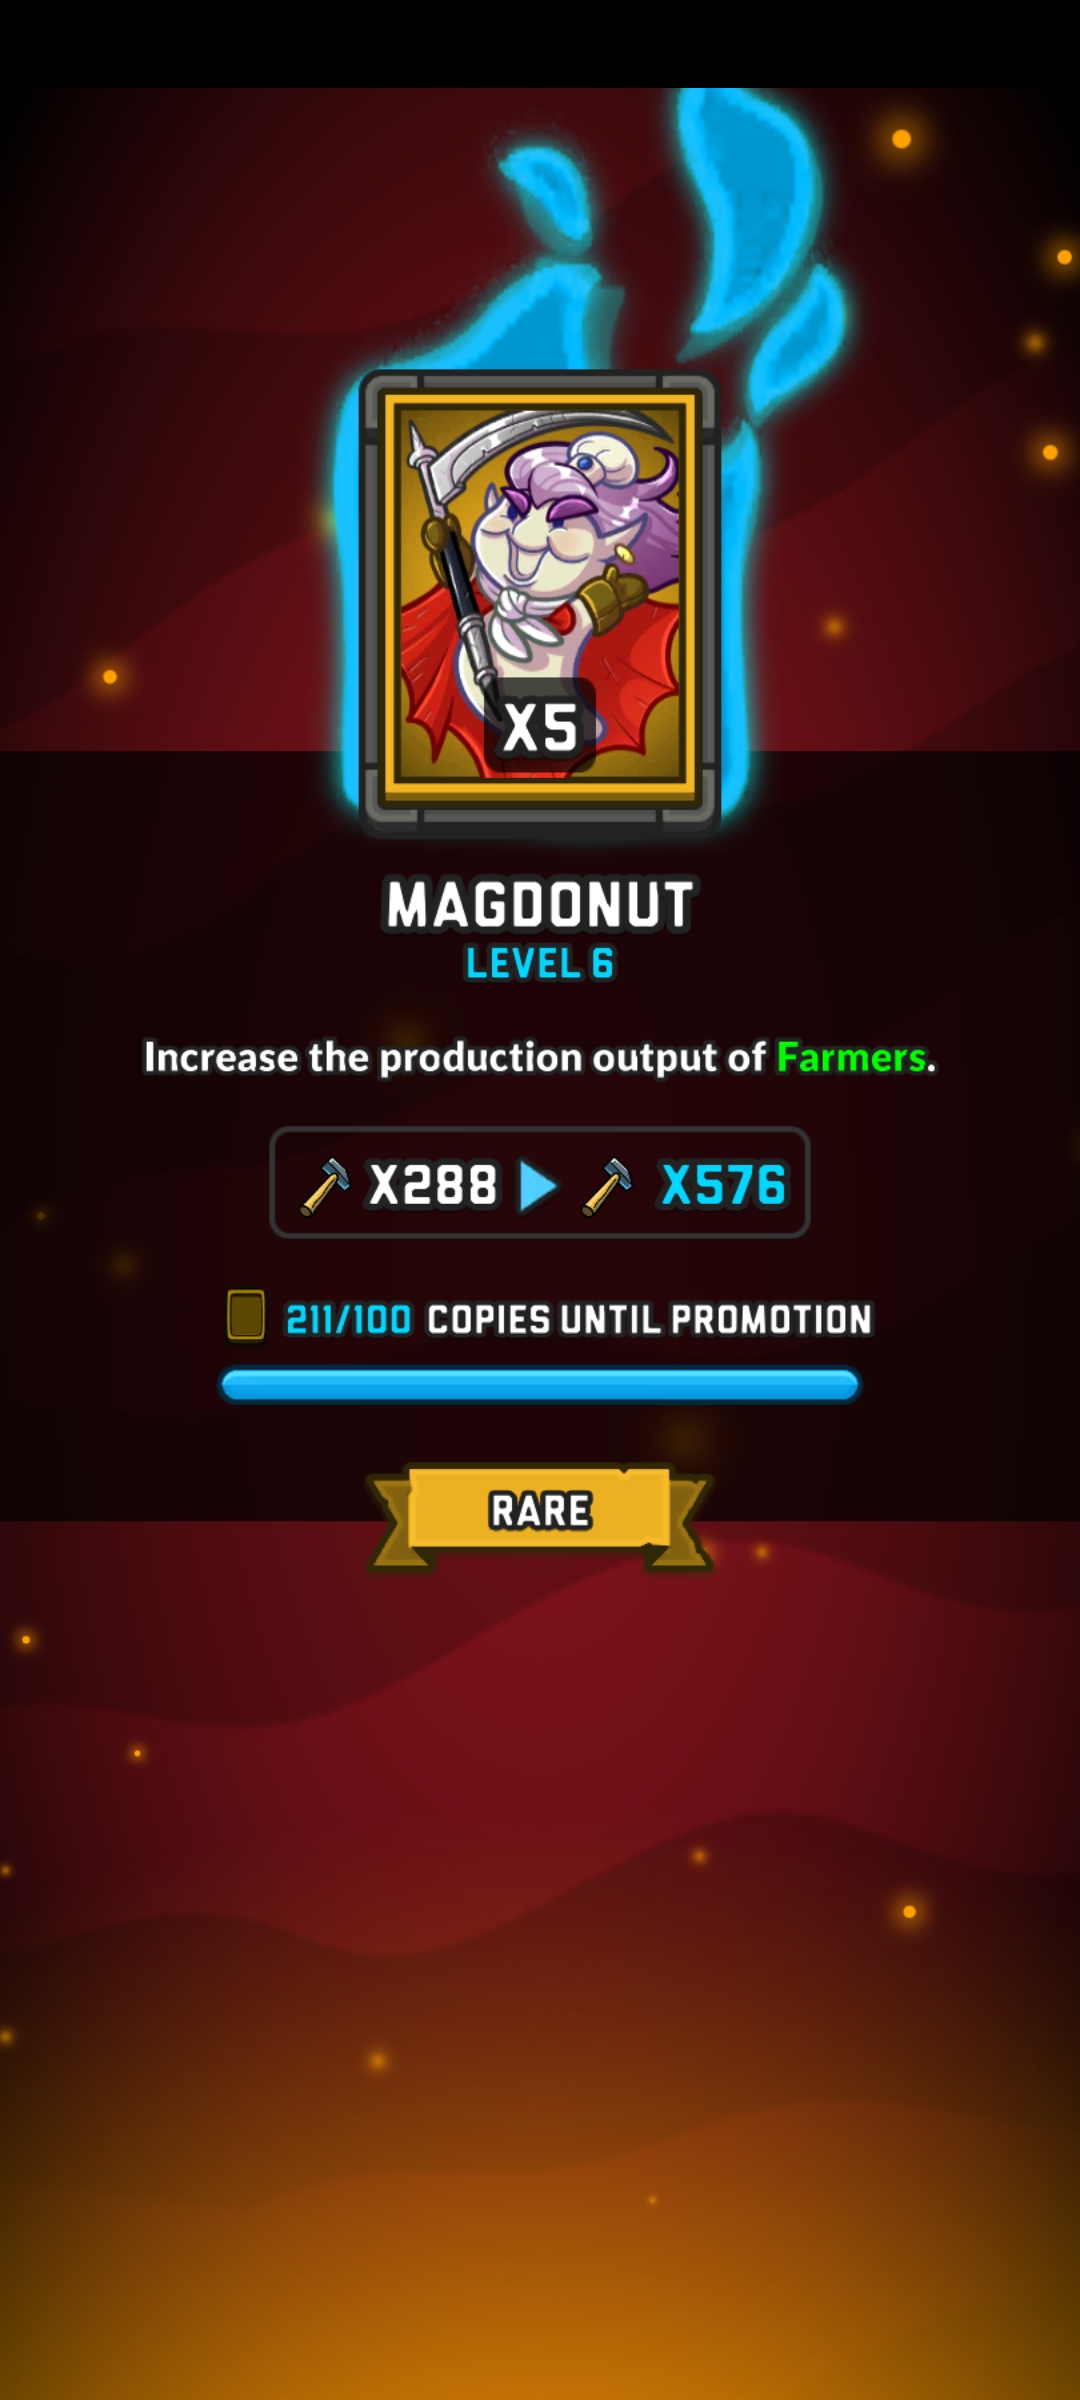 X5
MAGDONUT
LEVEL 6
Increase the production output of Farmers.
X288 X576
211/100 COPIES UNTIL PROMOTION
RARE